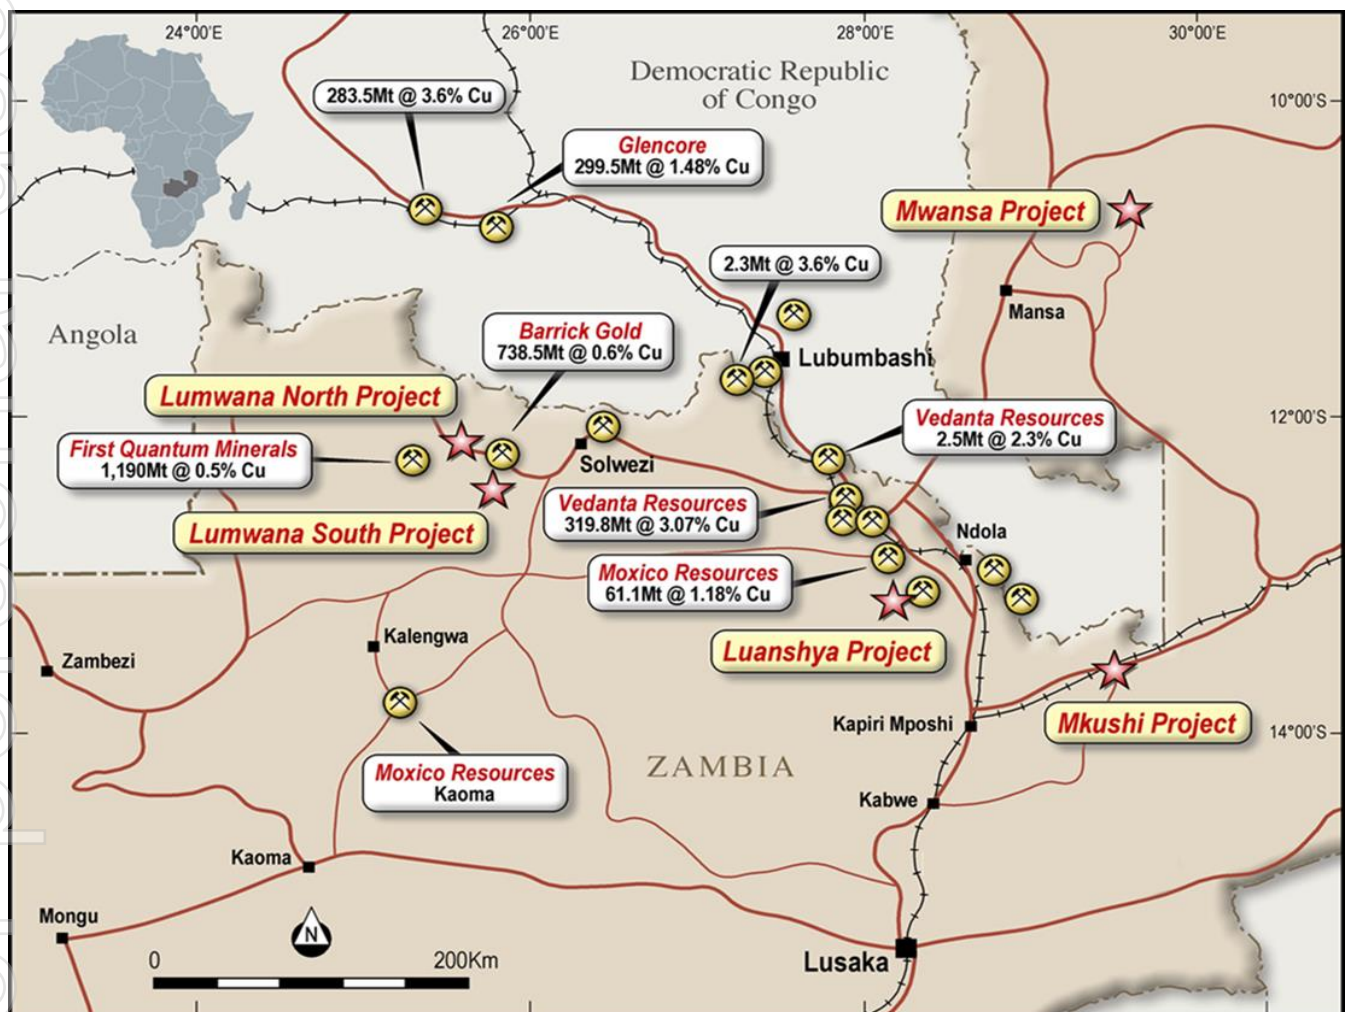 24°00'E
26°00'E
28°00'E
30°00'E
Democratic Republic
of Congo
283.5Mt @ 3.6% Cu
10°00'S
Glencore
299.5Mt @ 1.48% Cu
Mwansa Project
2.3Mt @ 3.6% Cu
Mansa
Angola
Barrick Gold
738.5Mt @ 0.6% Cu
Lubumbashi
Lumwana North Project
Vedanta Resources
2.5Mt @ 2.3% Cu
12°00'S
First Quantum Minerals
1,190Mt @ 0.5% Cu
Solwezi
Vedanta Resources
319.8Mt @ 3.07% Cu
Lumwana South Project
Ndola
Moxico Resources
61.1Mt @ 1.18% Cu
Kalengwa
Luanshya Project
Zambezi
Kapiri Mposhi
Mkushi Project
14°00'S
ZAMBIA
Moxico Resources
Kaoma
Kabwe
Kaoma
Mongu
N
0
200Km
Lusaka